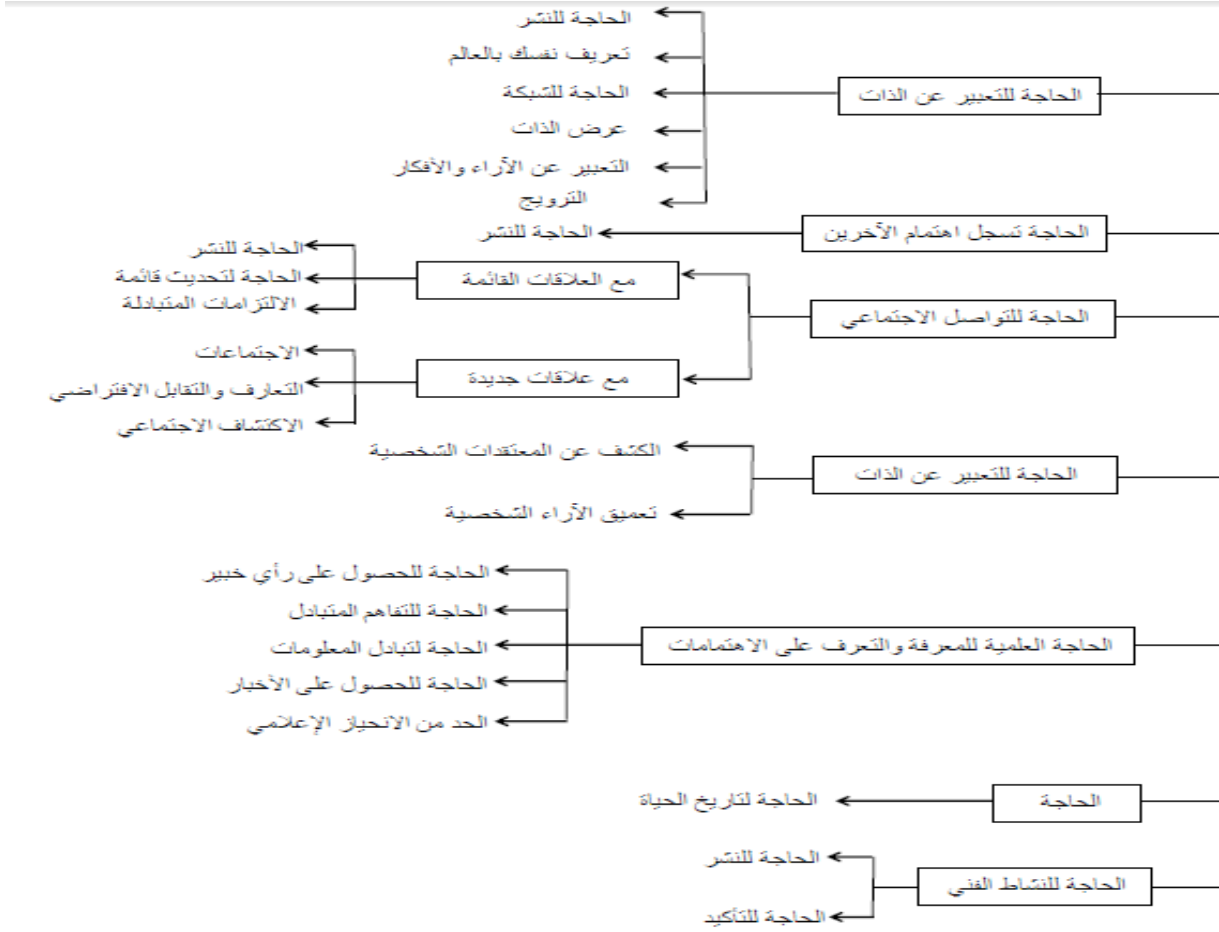 الحاجة للتعبير عن الذات
الحاجة للنشر
تعريف نفسك بالعالم
الحاجة للشبكة
عرض الذات
التعبير عن الآراء والأفكار
الترويج
الحاجة تسجل اهتمام الآخرين
الحاجة للنشر
الحاجة للتواصل الاجتماعي
مع العلاقات القائمة
الحاجة للنشر
الحاجة لتحديث قائمة
الالتزامات المتبادلة
مع علاقات جديدة
الاجتماعات
التعارف والتقابل الافتراضي
الاكتشاف الاجتماعي
الحاجة للتعبير عن الذات
الكشف عن المعتقدات الشخصية
تعميق الآراء الشخصية
الحاجة العلمية للمعرفة والتعرف على الاهتمامات
الحاجة للحصول على رأي خبير
الحاجة للتفاهم المتبادل
الحاجة لتبادل المعلومات
الحاجة للحصول على الأخبار
الحد من الانحياز الإعلامي
الحاجة
الحاجة لتاريخ الحياة
الحاجة للنشاط الفني
الحاجة للنشر
الحاجة للتأكيد